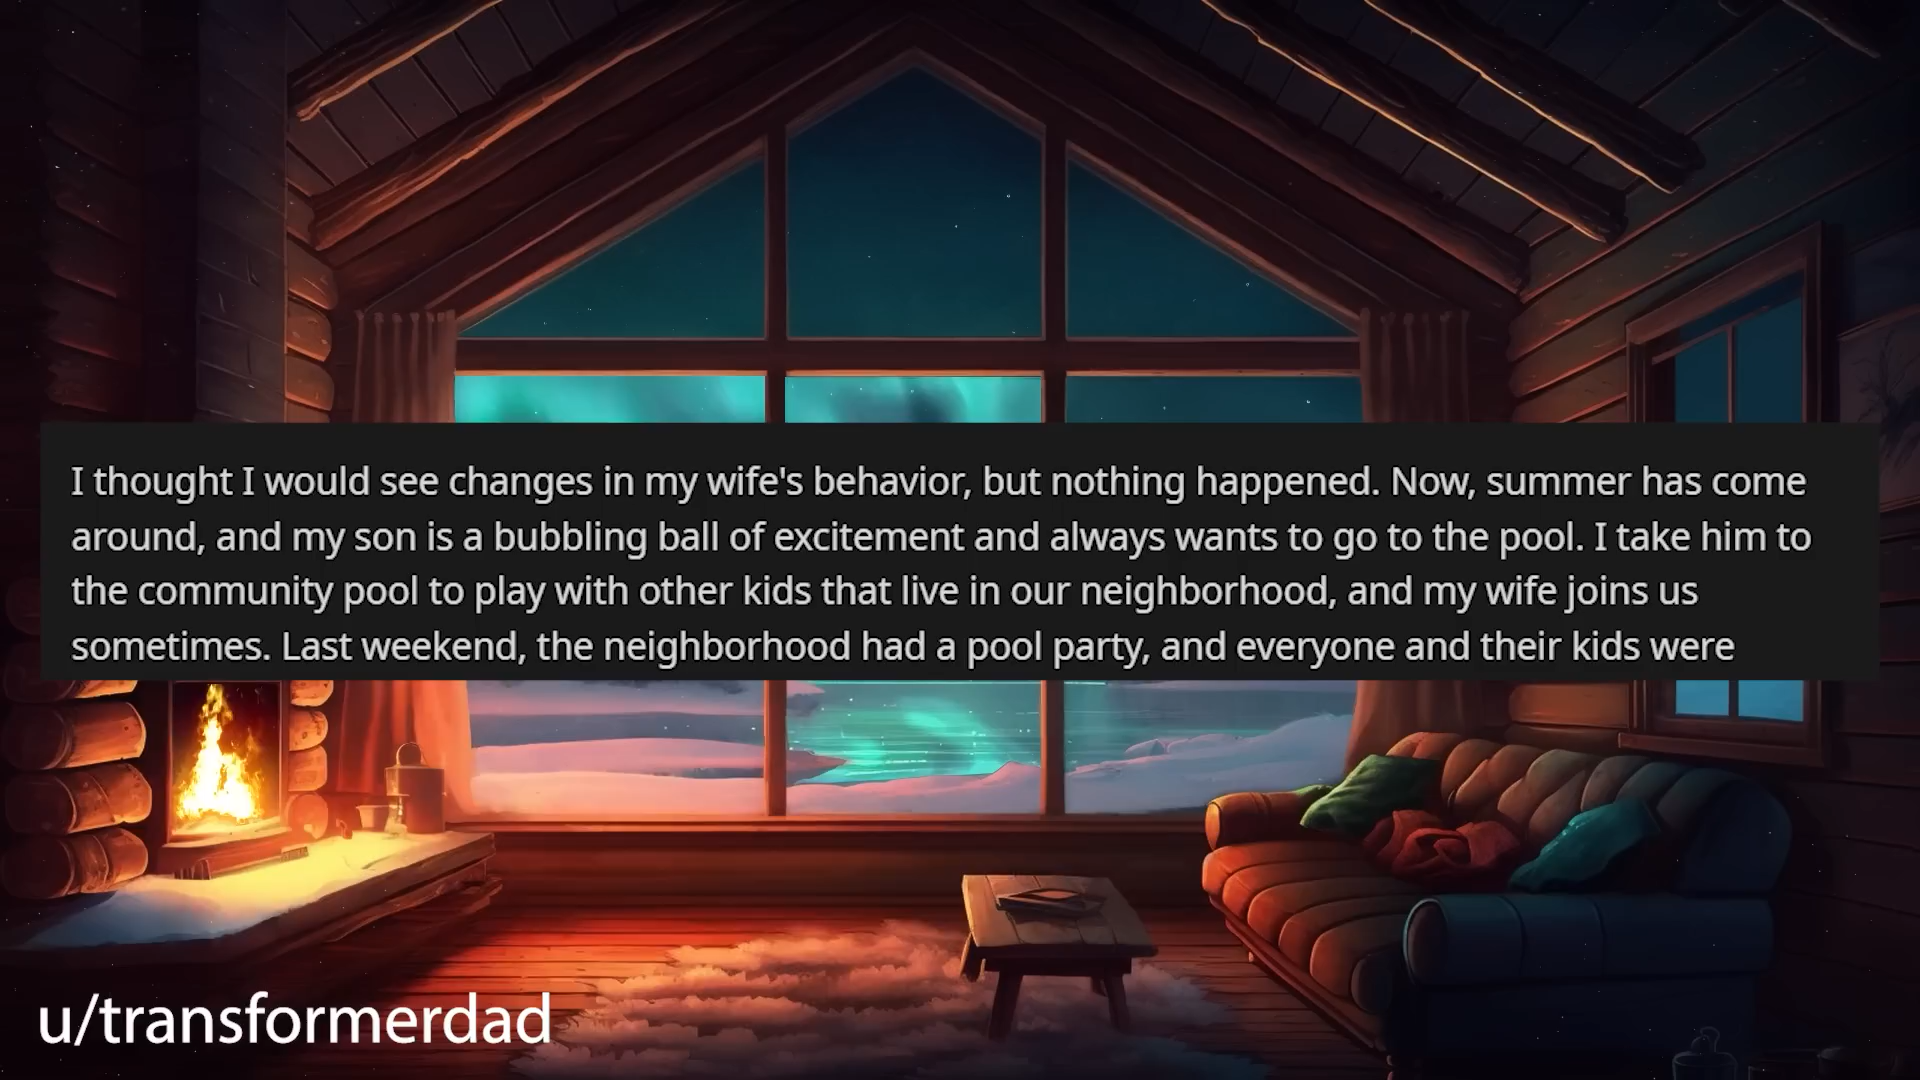 I thought I would see changes in my wife's behavior, but nothing happened. Now, summer has come
around, and my son is a bubbling ball of excitement and always wants to go to the pool. I take him to
the community pool to play with other kids that live in our neighborhood, and my wife joins us
sometimes. Last weekend, the neighborhood had a pool party, and everyone and their kids were
u/transformerdad